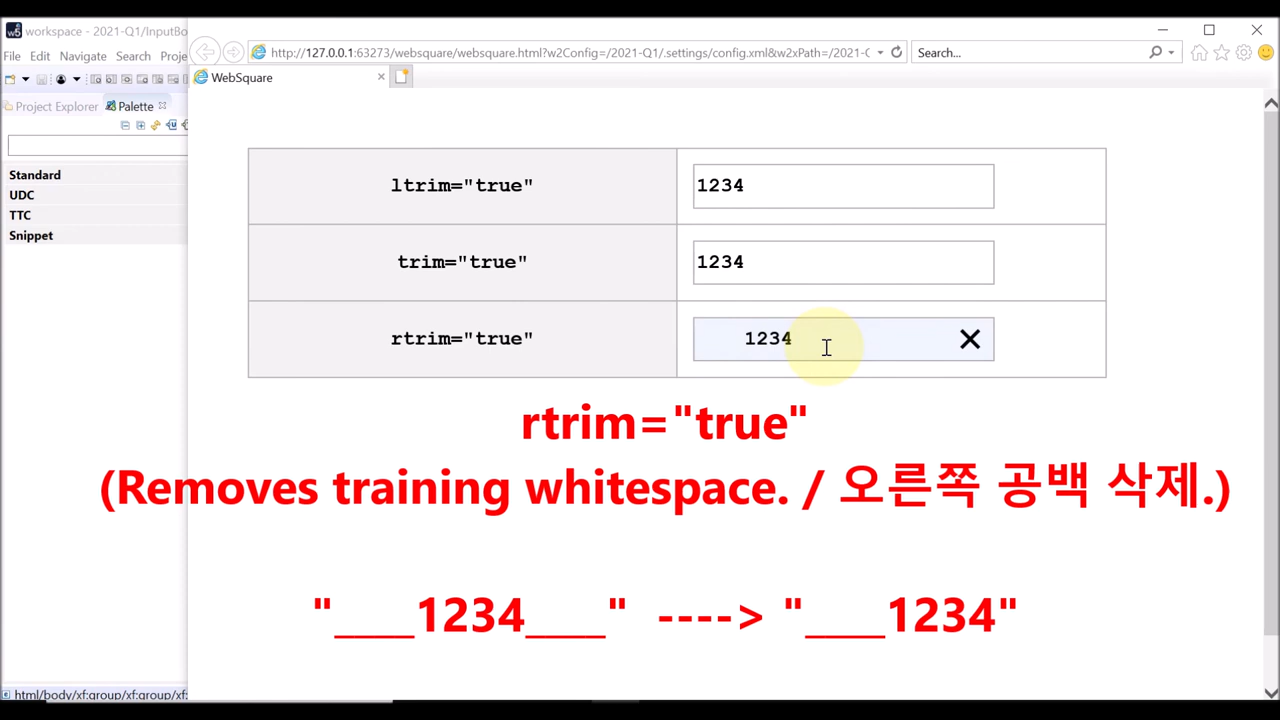 workspace - 2021-Q1/InputBo
File Edit Navigate Search Proje
http://127.0.0.1:63273/websquare/websquare.html?w2Config=/2021-Q1/.settings/config.xml&w2xPath=/2021-Q
Search...
WebSquare
Project Explorer
Palette
Standard
UDC
TTC
Snippet
ltrim="true" 1234
trim="true" 1234
rtrim="true" 1234
rtrim="true"
(Removes training whitespace. / 오른쪽 공백 삭제.)
"___1234___" ----> "___1234"
html/body/xf:group/xf:group/xf: